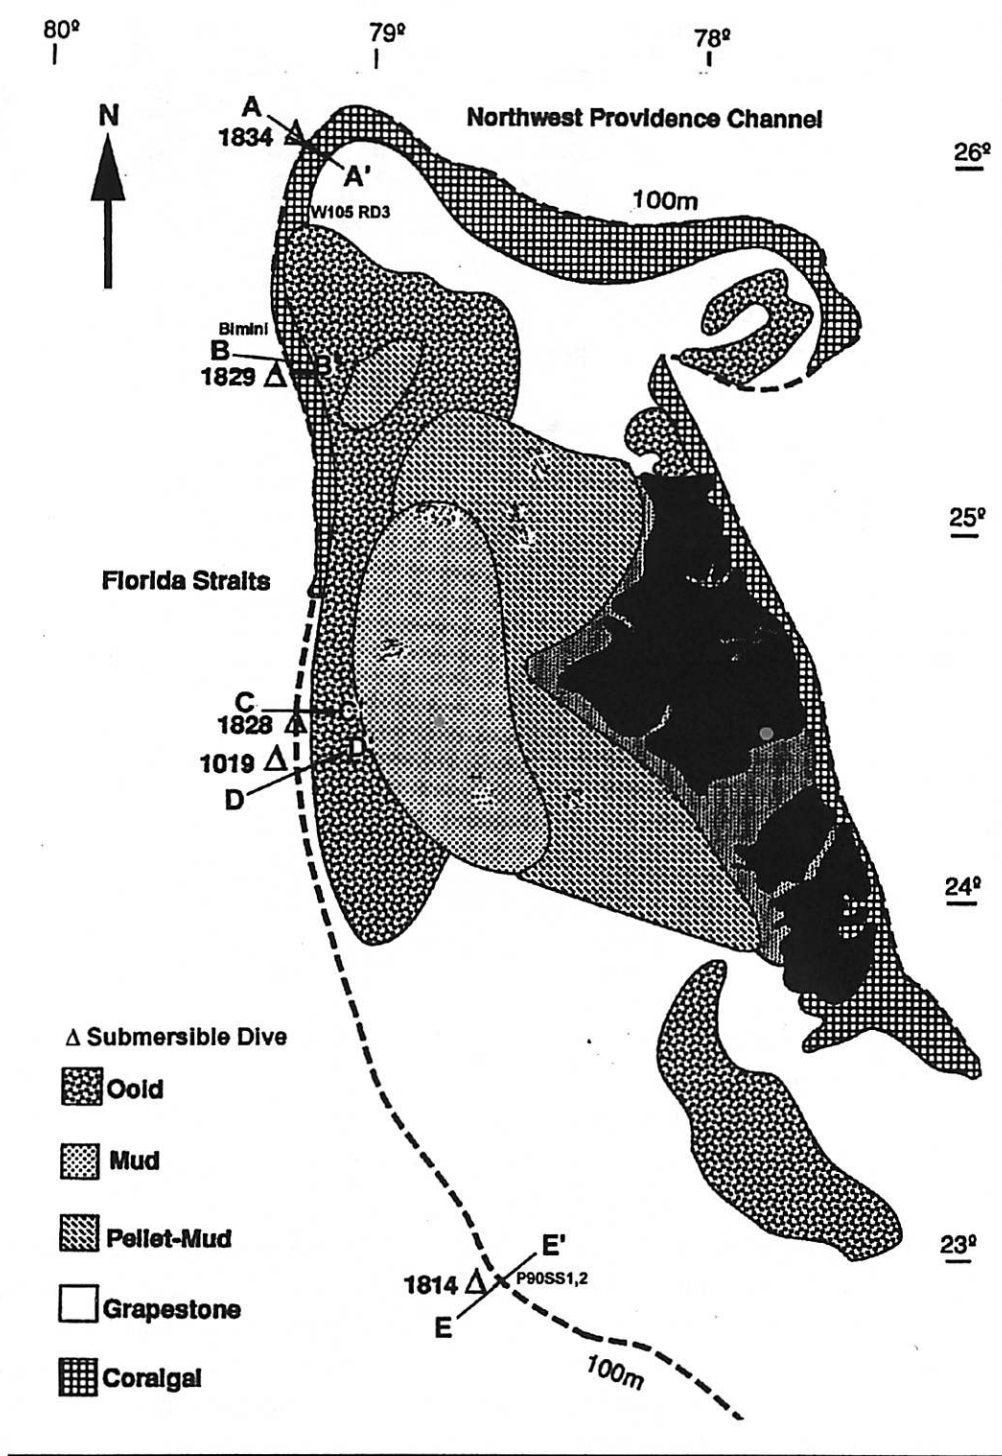 80º
79º
78º
N
A
1834
Northwest Providence Channel
26º
A'
100m
W105 RD3
Bimini
B
B'
1829
25º
Florida Straits
C
1828
1019
D
D
24º
Δ Submersible Dive
Ooid
Mud
Pellet-Mud
Grapestone
Coralgal
23º
E'
1814
P90SS1,2
E
100m